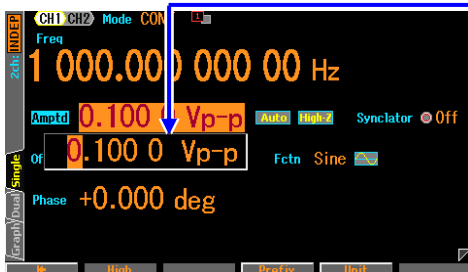 CH1 CH2 Mode CON
2ch: INDEP
Freq
1 000.000 000 00 Hz
Amptd 0.100 0 Vp-p Auto High-Z Synclator Off
Of 0.100 0 Vp-p Fctn Sine
Phase +0.000 deg
Graph Dual Single
High Prefix Unit